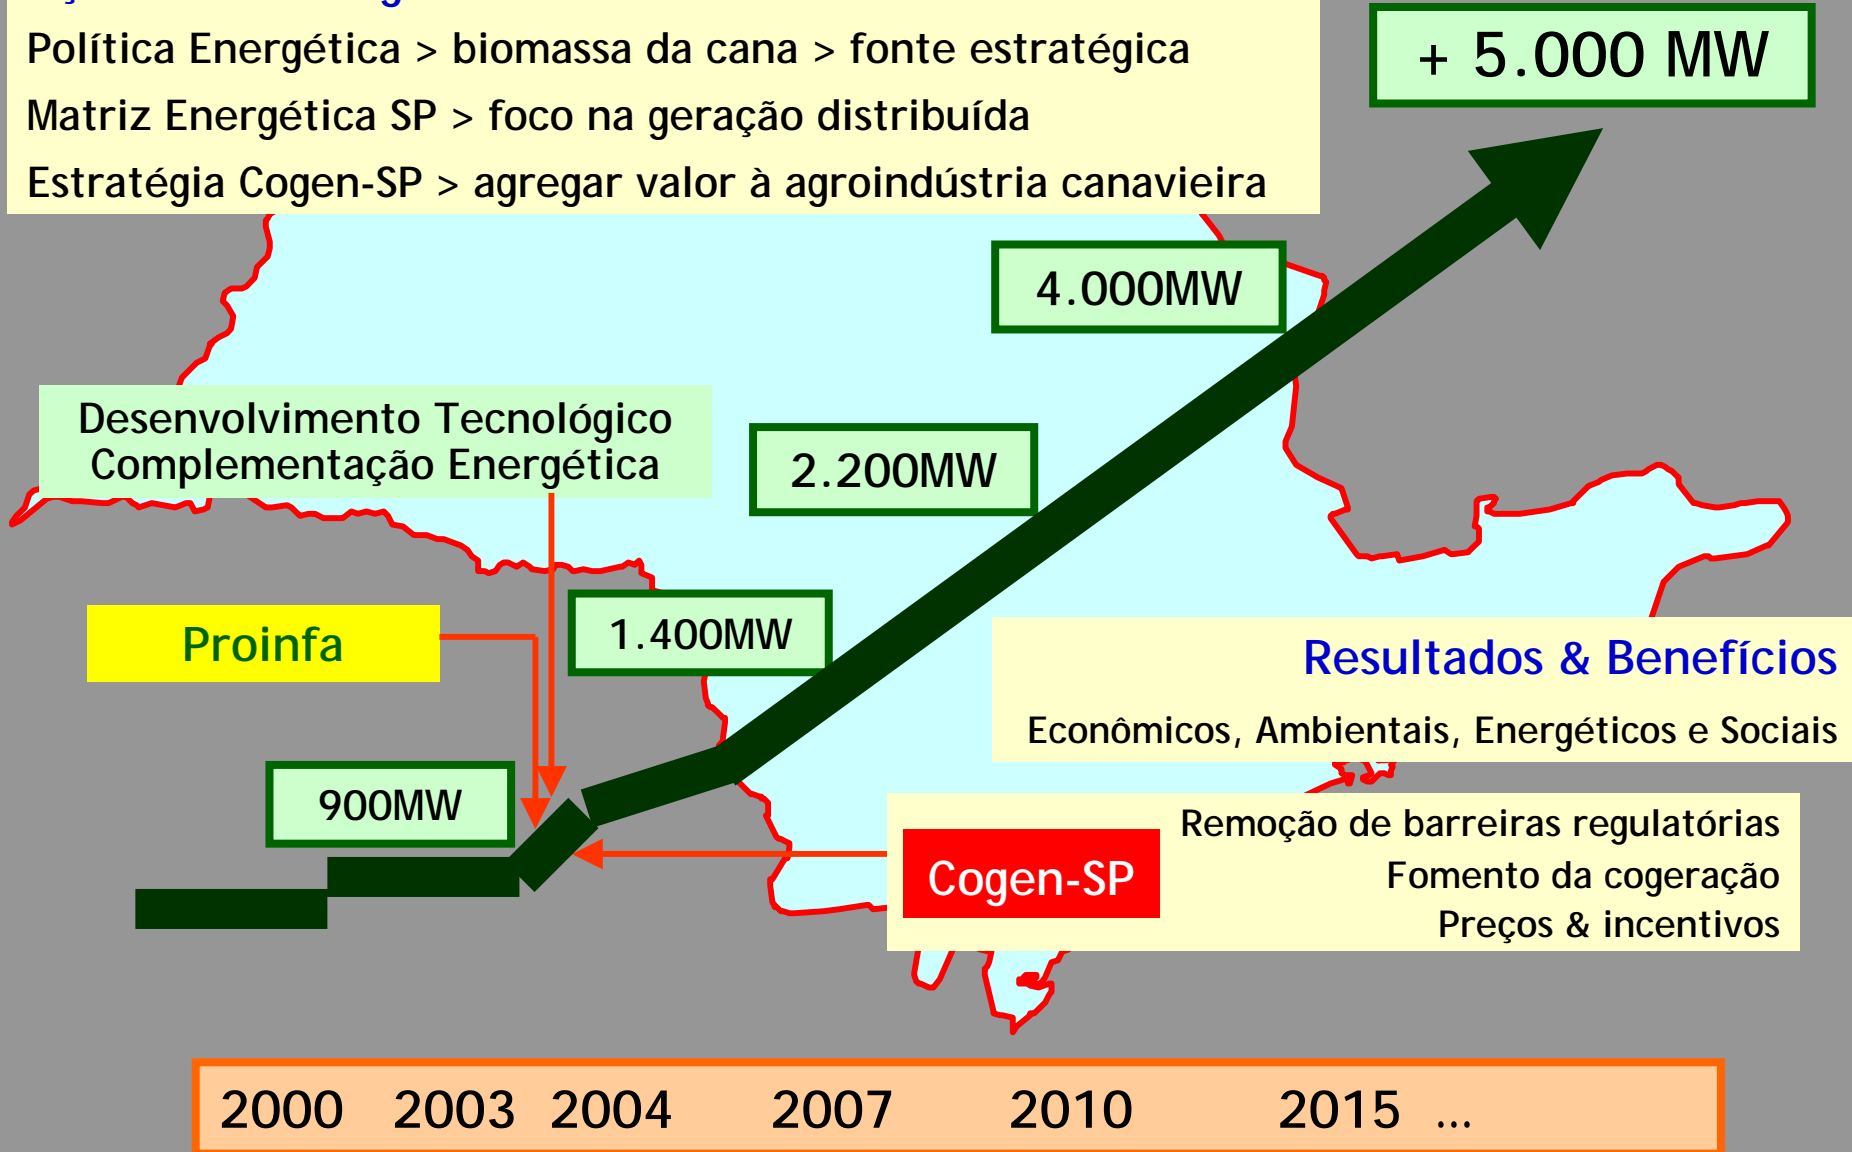 Política Energética > biomassa da cana > fonte estratégica
Matriz Energética SP > foco na geração distribuída
Estratégia Cogen-SP > agregar valor à agroindústria canavieira
+ 5.000 MW
4.000MW
Desenvolvimento Tecnológico
Complementação Energética
2.200MW
Proinfa
1.400MW
Resultados & Benefícios
Econômicos, Ambientais, Energéticos e Sociais
900MW
Cogen-SP
Remoção de barreiras regulatórias
Fomento da cogeração
Preços & incentivos
2000 2003 2004 2007 2010 2015 ...